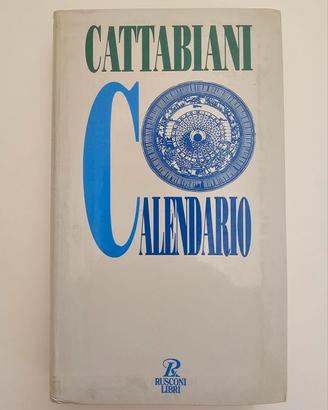 CATTABIANI
CALENDARIO
R
RUSCONI
LIBRI